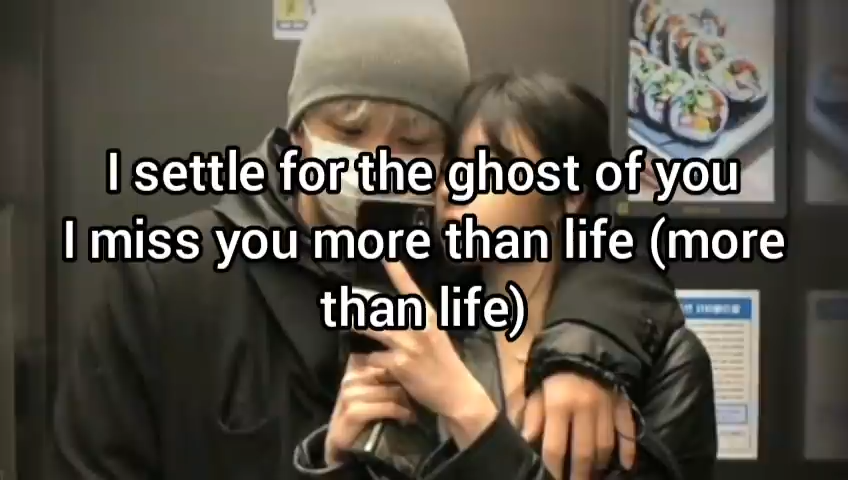 I settle for the ghost of you
I miss you more than life (more
than life)